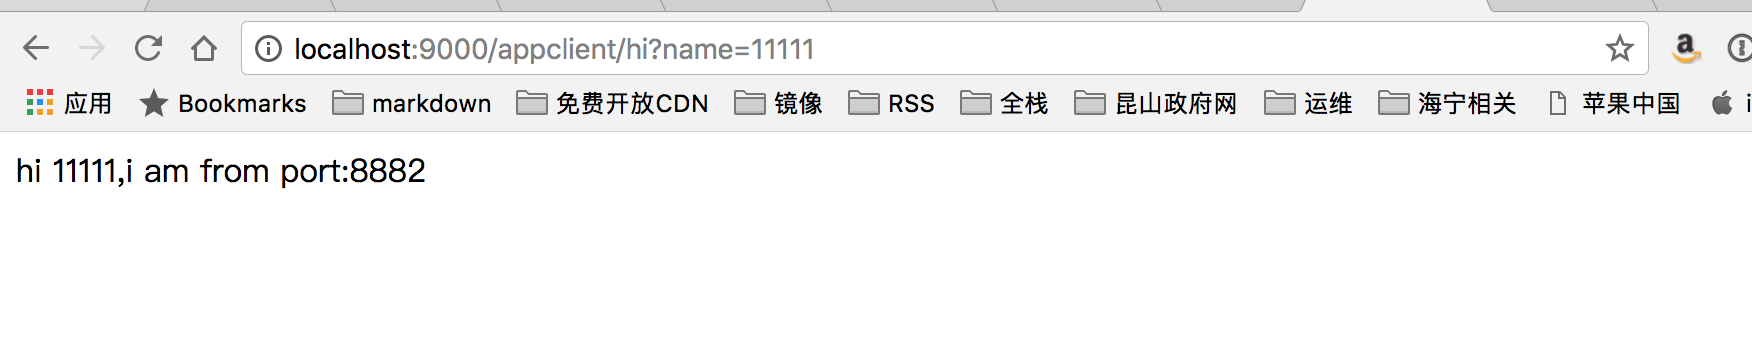 localhost:9000/appclient/hi?name=11111
应用 Bookmarks markdown 免费开放CDN 镜像 RSS 全栈 昆山政府网 运维 海宁相关 苹果中国 i
hi 11111,i am from port:8882